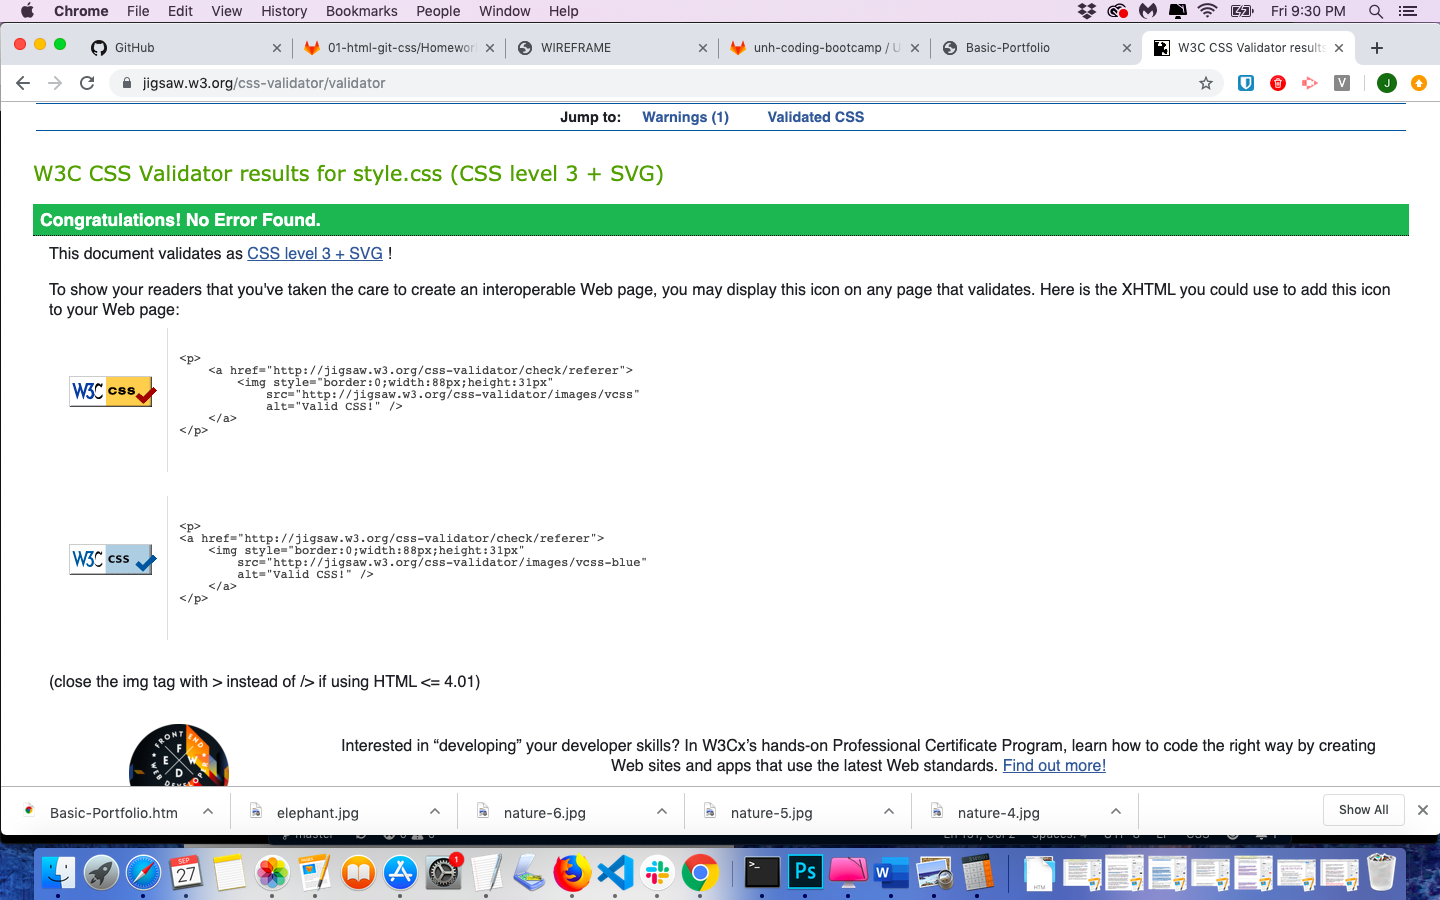 Chrome File Edit View History Bookmarks People Window Help Fri 9:30 PM
GitHub 01-html-git-css/Homewor WIREFRAME unh-coding-bootcamp / U Basic-Portfolio W3C CSS Validator results
jigsaw.w3.org/css-validator/validator V J
Jump to: Warnings (1) Validated CSS
W3C CSS Validator results for style.css (CSS level 3 + SVG)
Congratulations! No Error Found.
This document validates as CSS level 3 + SVG !
To show your readers that you've taken the care to create an interoperable Web page, you may display this icon on any page that validates. Here is the XHTML you could use to add this icon
to your Web page:
<p>
<a href="http://jigsaw.w3.org/css-validator/check/referer">
<img style="border:0;width:88px;height:31px"
W3C css
src="http://jigsaw.w3.org/css-validator/images/vcss"
alt="Valid CSS!" />
</a>
</p>
<p>
<a href="http://jigsaw.w3.org/css-validator/check/referer">
<img style="border:0;width:88px;height:31px"
W3C css
src="http://jigsaw.w3.org/css-validator/images/vcss-blue"
alt="Valid CSS!" />
</a>
</p>
(close the img tag with > instead of /> if using HTML <= 4.01)
FRONT END
F E W D
WEB DEVELOPER
Interested in “developing” your developer skills? In W3Cx’s hands-on Professional Certificate Program, learn how to code the right way by creating
Web sites and apps that use the latest Web standards. Find out more!
Basic-Portfolio.htm elephant.jpg nature-6.jpg nature-5.jpg nature-4.jpg Show All
SEP
27
1
Ps
W
HTM